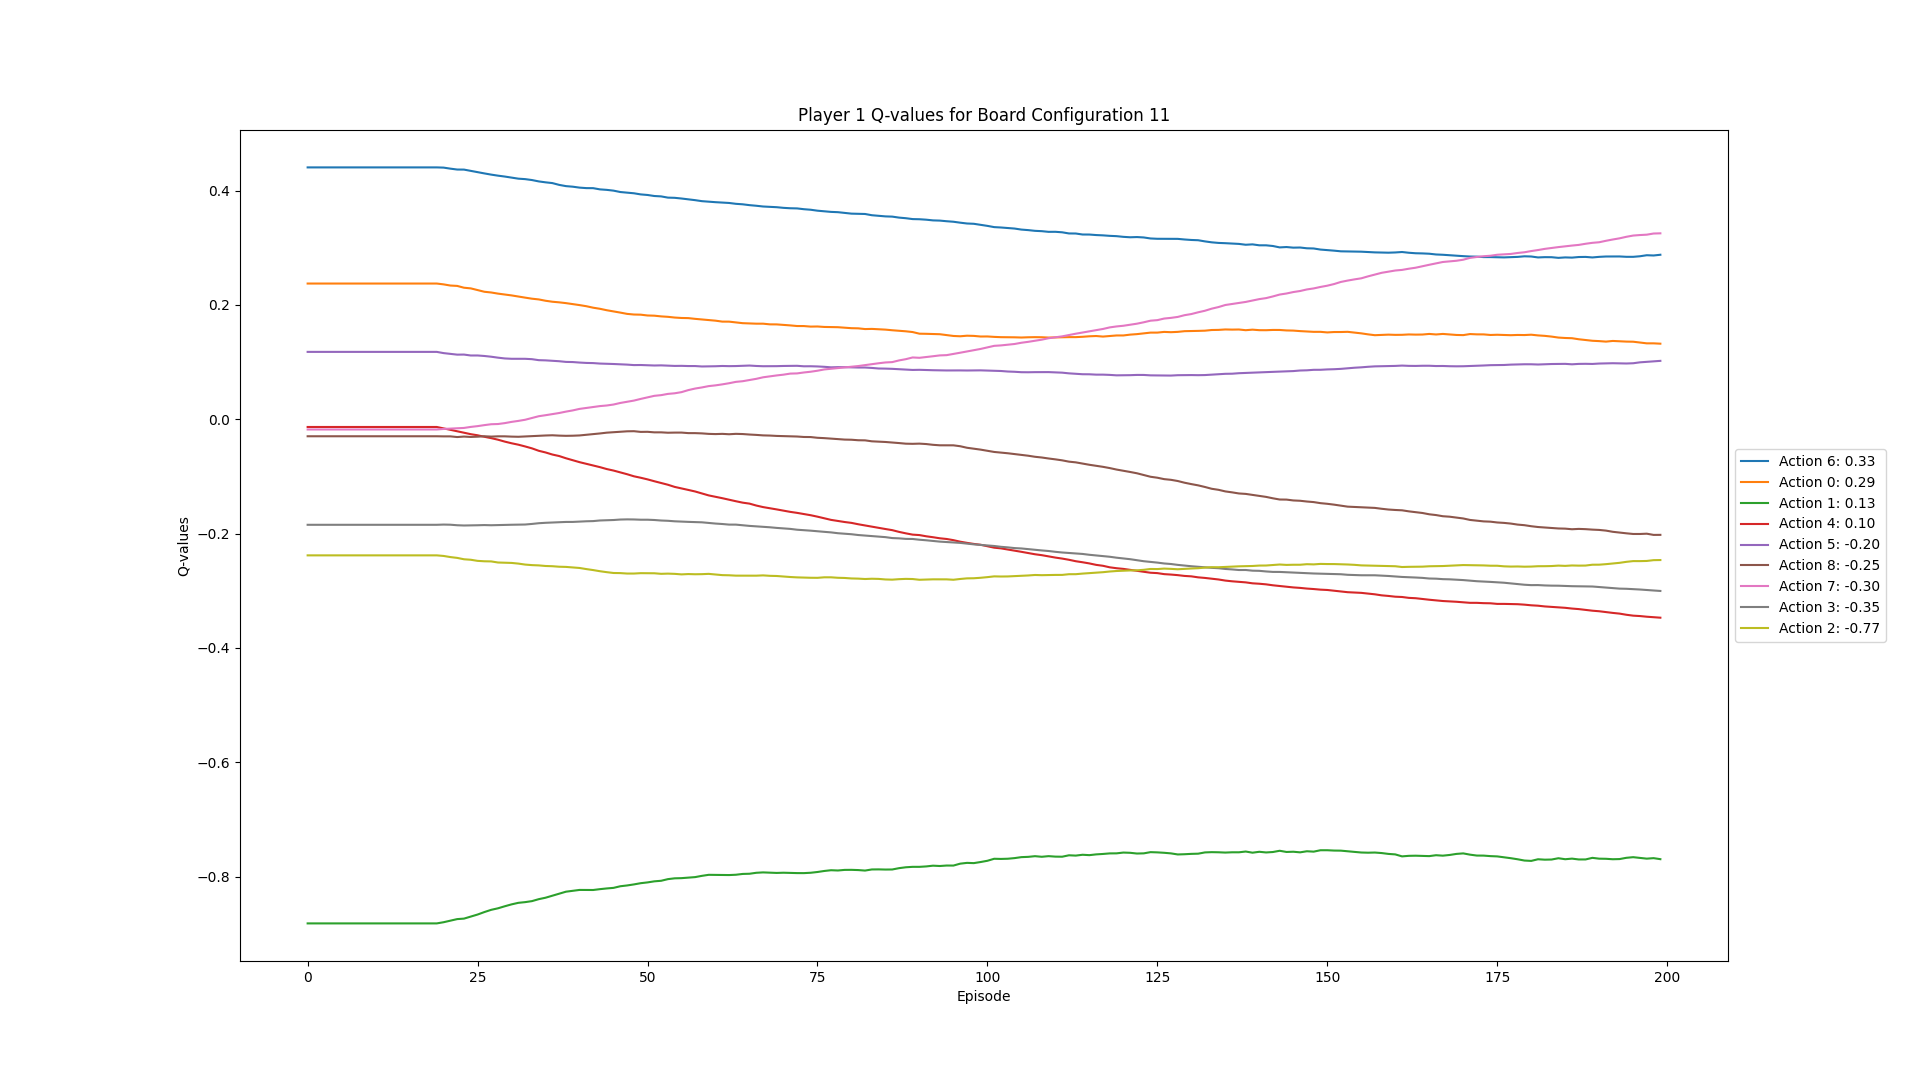 Player 1 Q-values for Board Configuration 11
Q-values
0.4
0.2
0.0
−0.2
−0.4
−0.6
−0.8
0
25
50
75
100
125
150
175
200
Episode
Action 6: 0.33
Action 0: 0.29
Action 1: 0.13
Action 4: 0.10
Action 5: -0.20
Action 8: -0.25
Action 7: -0.30
Action 3: -0.35
Action 2: -0.77